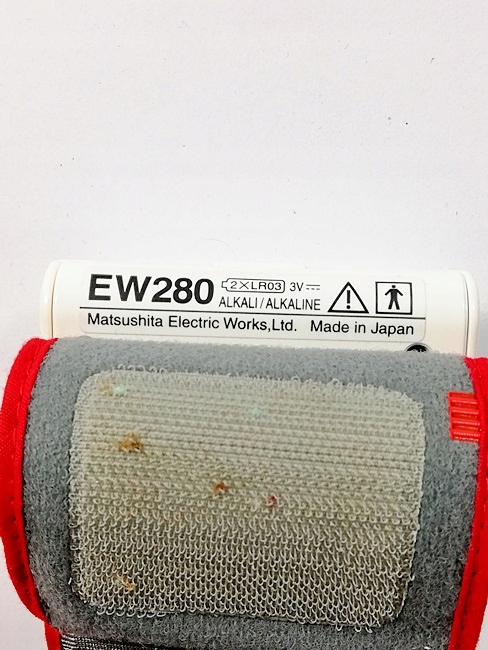 EW280 2×LR03 3V
ALKALI/ALKALINE
Matsushita Electric Works,Ltd. Made in Japan